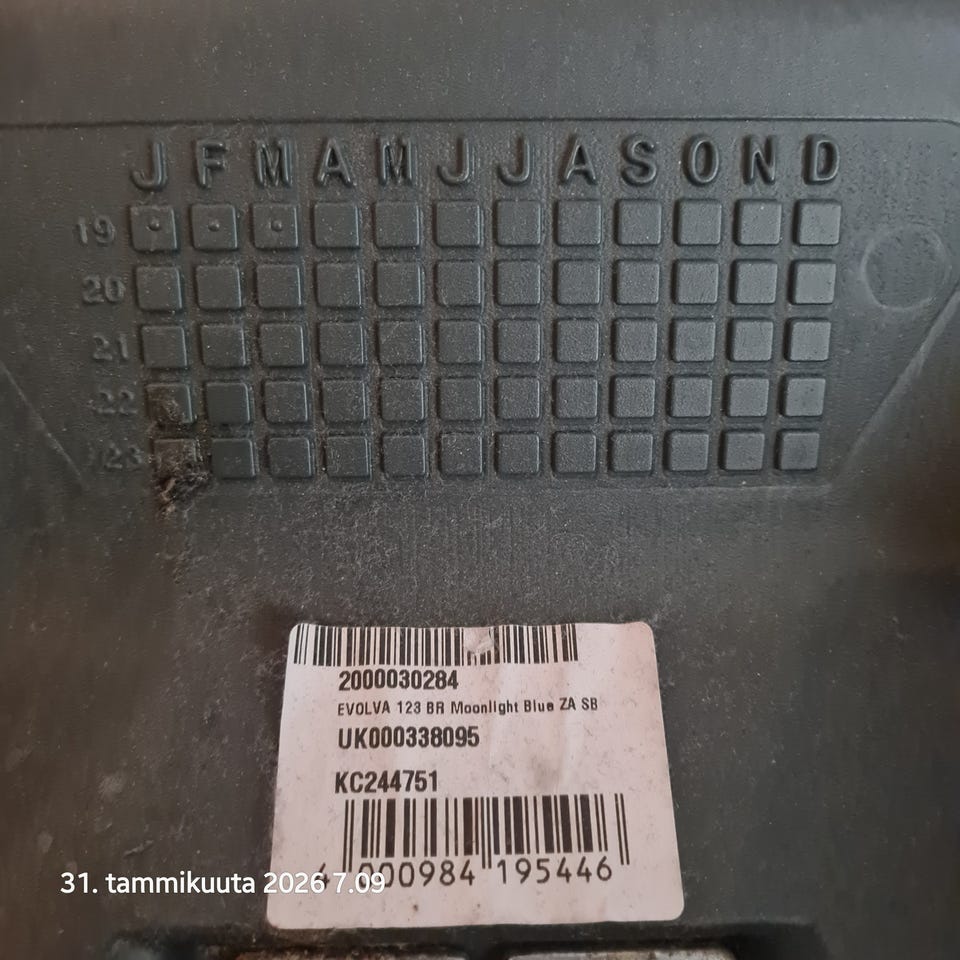 J F M A M J J A S O N D
19
20
21
22
23
2000030284
EVOLVA 123 BR Moonlight Blue ZA SB
UK000338095
KC244751
4 000984 195446
31. tammikuuta 2026 7.09